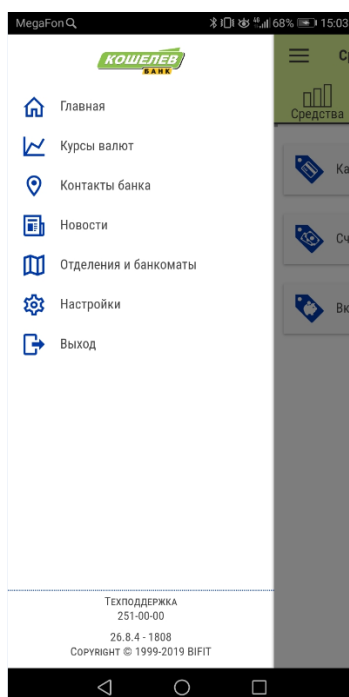 MegaFon 68% 15:03
КОШЕЛЕВ
БАНК
Главная
Курсы валют
Контакты банка
Новости
Отделения и банкоматы
Настройки
Выход
Средства
ТЕХПОДДЕРЖКА
251-00-00
26.8.4 - 1808
COPYRIGHT © 1999-2019 BIFIT